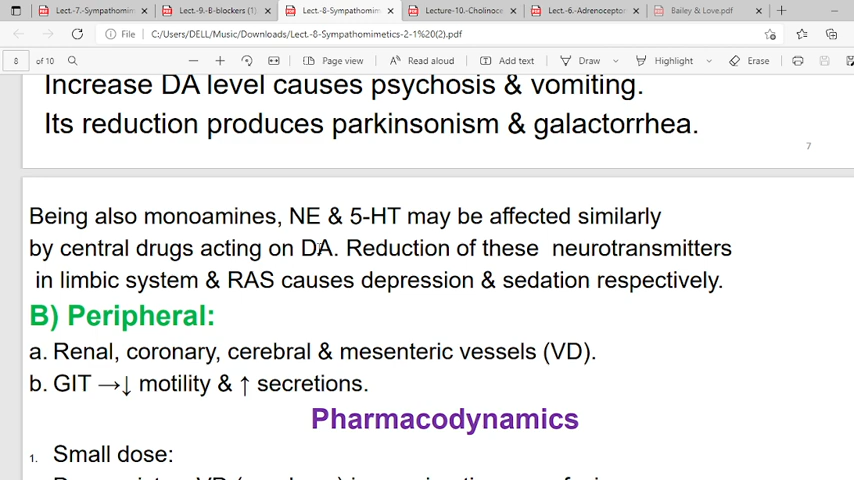 Lect.-7.-Sympathomim
Lect.-9.-B-blockers (1)
Lect.-8-Sympathomim
Lecture-10.-Cholinoce
Lect.-6.-Adrenoceptor
Bailey & Love.pdf
File C:/Users/DELL/Music/Downloads/Lect.-8-Sympathomimetics-2-1%20(2).pdf
8 of 10 Page view Read aloud Add text Draw Highlight Erase
Increase DA level causes psychosis & vomiting.
Its reduction produces parkinsonism & galactorrhea.
7
Being also monoamines, NE & 5-HT may be affected similarly
by central drugs acting on DA. Reduction of these neurotransmitters
in limbic system & RAS causes depression & sedation respectively.
B) Peripheral:
a. Renal, coronary, cerebral & mesenteric vessels (VD).
b. GIT →↓ motility & ↑ secretions.
Pharmacodynamics
1. Small dose: